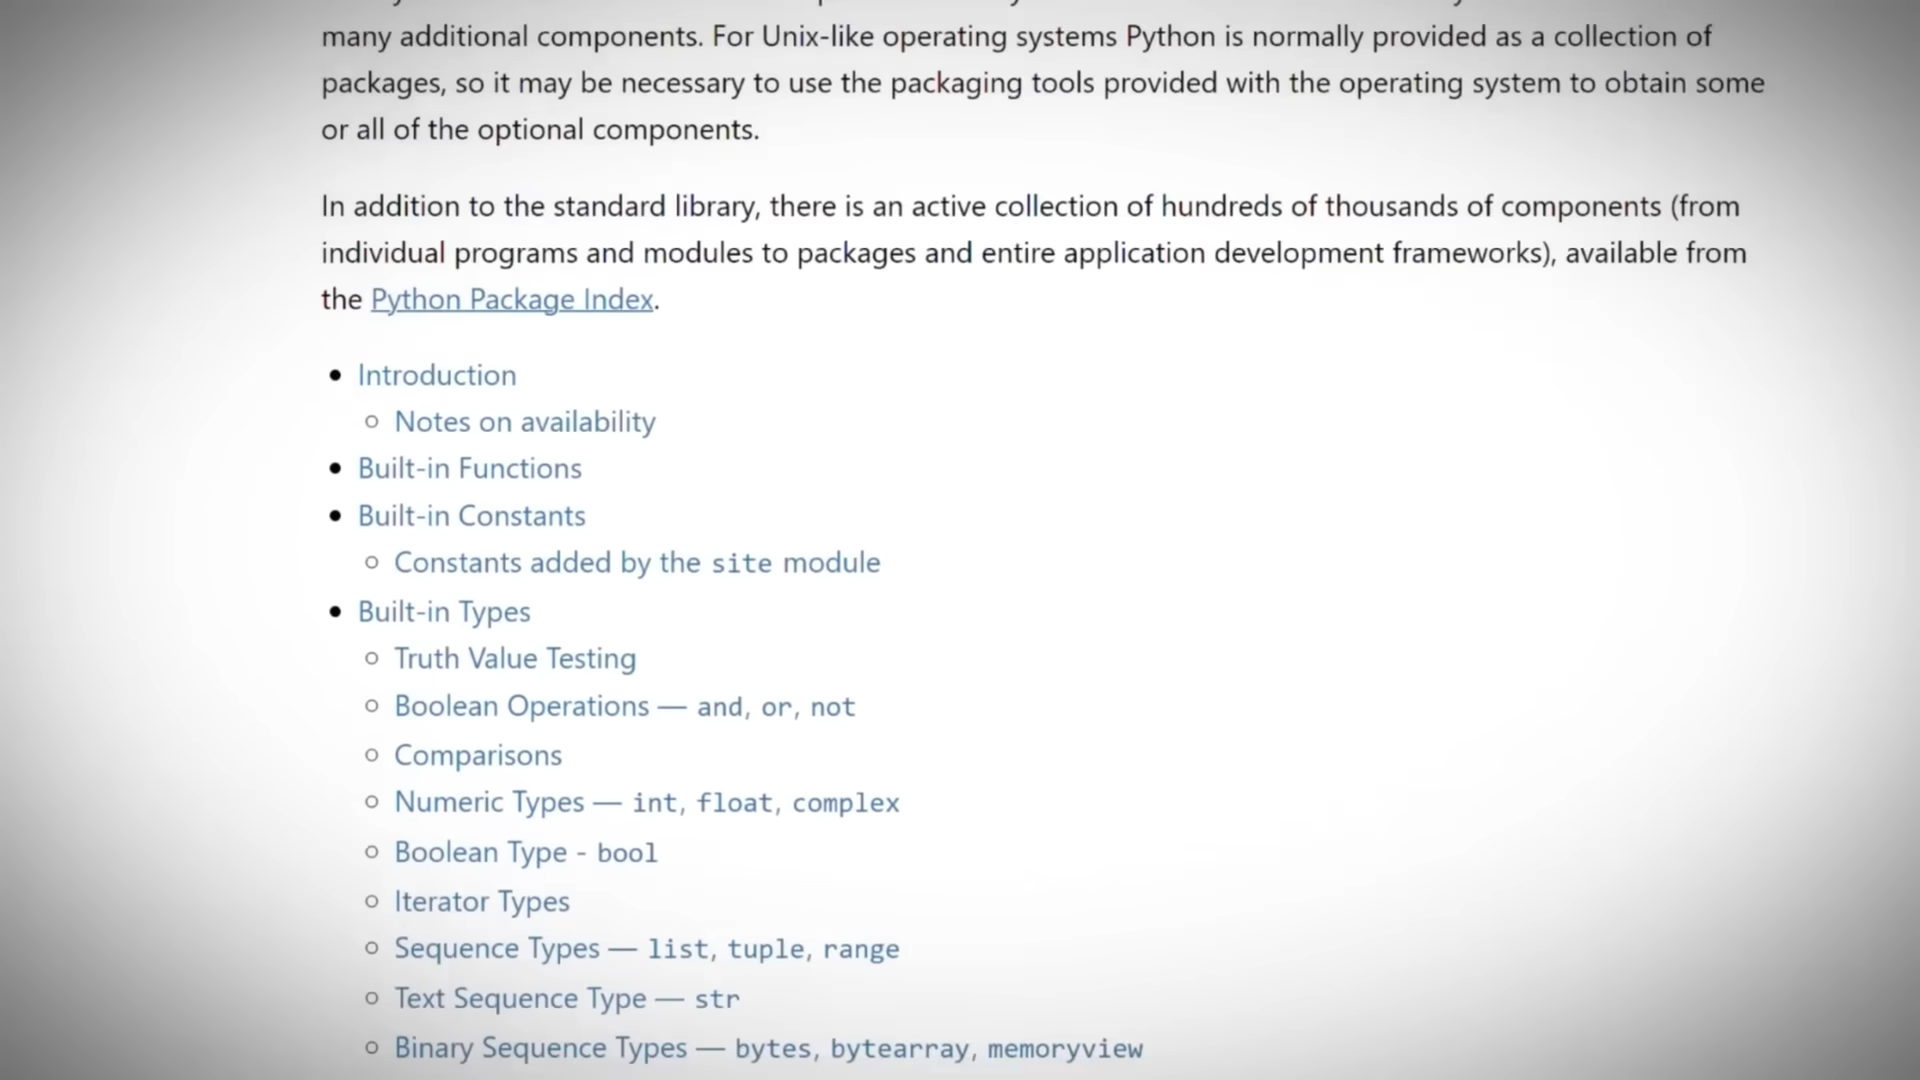 many additional components. For Unix-like operating systems Python is normally provided as a collection of
packages, so it may be necessary to use the packaging tools provided with the operating system to obtain some
or all of the optional components.
In addition to the standard library, there is an active collection of hundreds of thousands of components (from
individual programs and modules to packages and entire application development frameworks), available from
the Python Package Index.
• Introduction
○ Notes on availability
• Built-in Functions
• Built-in Constants
○ Constants added by the site module
• Built-in Types
○ Truth Value Testing
○ Boolean Operations — and, or, not
○ Comparisons
○ Numeric Types — int, float, complex
○ Boolean Type - bool
○ Iterator Types
○ Sequence Types — list, tuple, range
○ Text Sequence Type — str
○ Binary Sequence Types — bytes, bytearray, memoryview